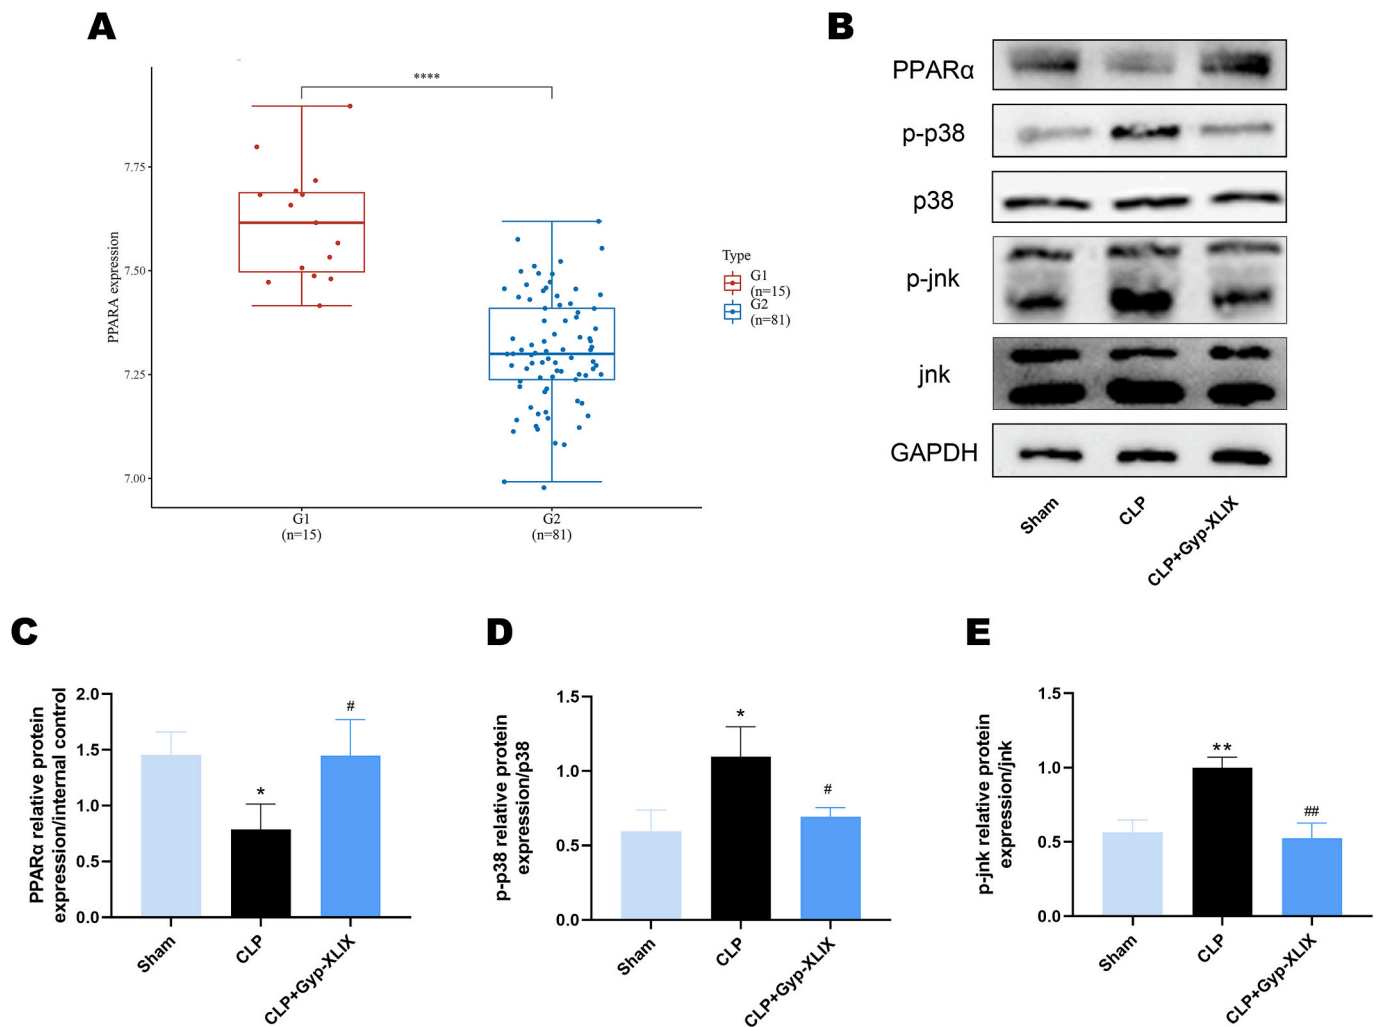 A
B
****
7.75
7.50
7.25
7.00
PPARA expression
G1
(n=15)
G2
(n=81)
Type
G1
(n=15)
G2
(n=81)
PPARα
p-p38
p38
p-jnk
jnk
GAPDH
Sham
CLP
CLP+Gyp-XLIX
C
D
E
PPARα relative protein
expression/internal control
2.0
1.5
1.0
0.5
0.0
*
#
Sham
CLP
CLP+Gyp-XLIX
p-p38 relative protein
expression/p38
1.5
1.0
0.5
0.0
*
#
Sham
CLP
CLP+Gyp-XLIX
p-jnk relative protein
expression/jnk
1.5
1.0
0.5
0.0
**
##
Sham
CLP
CLP+Gyp-XLIX